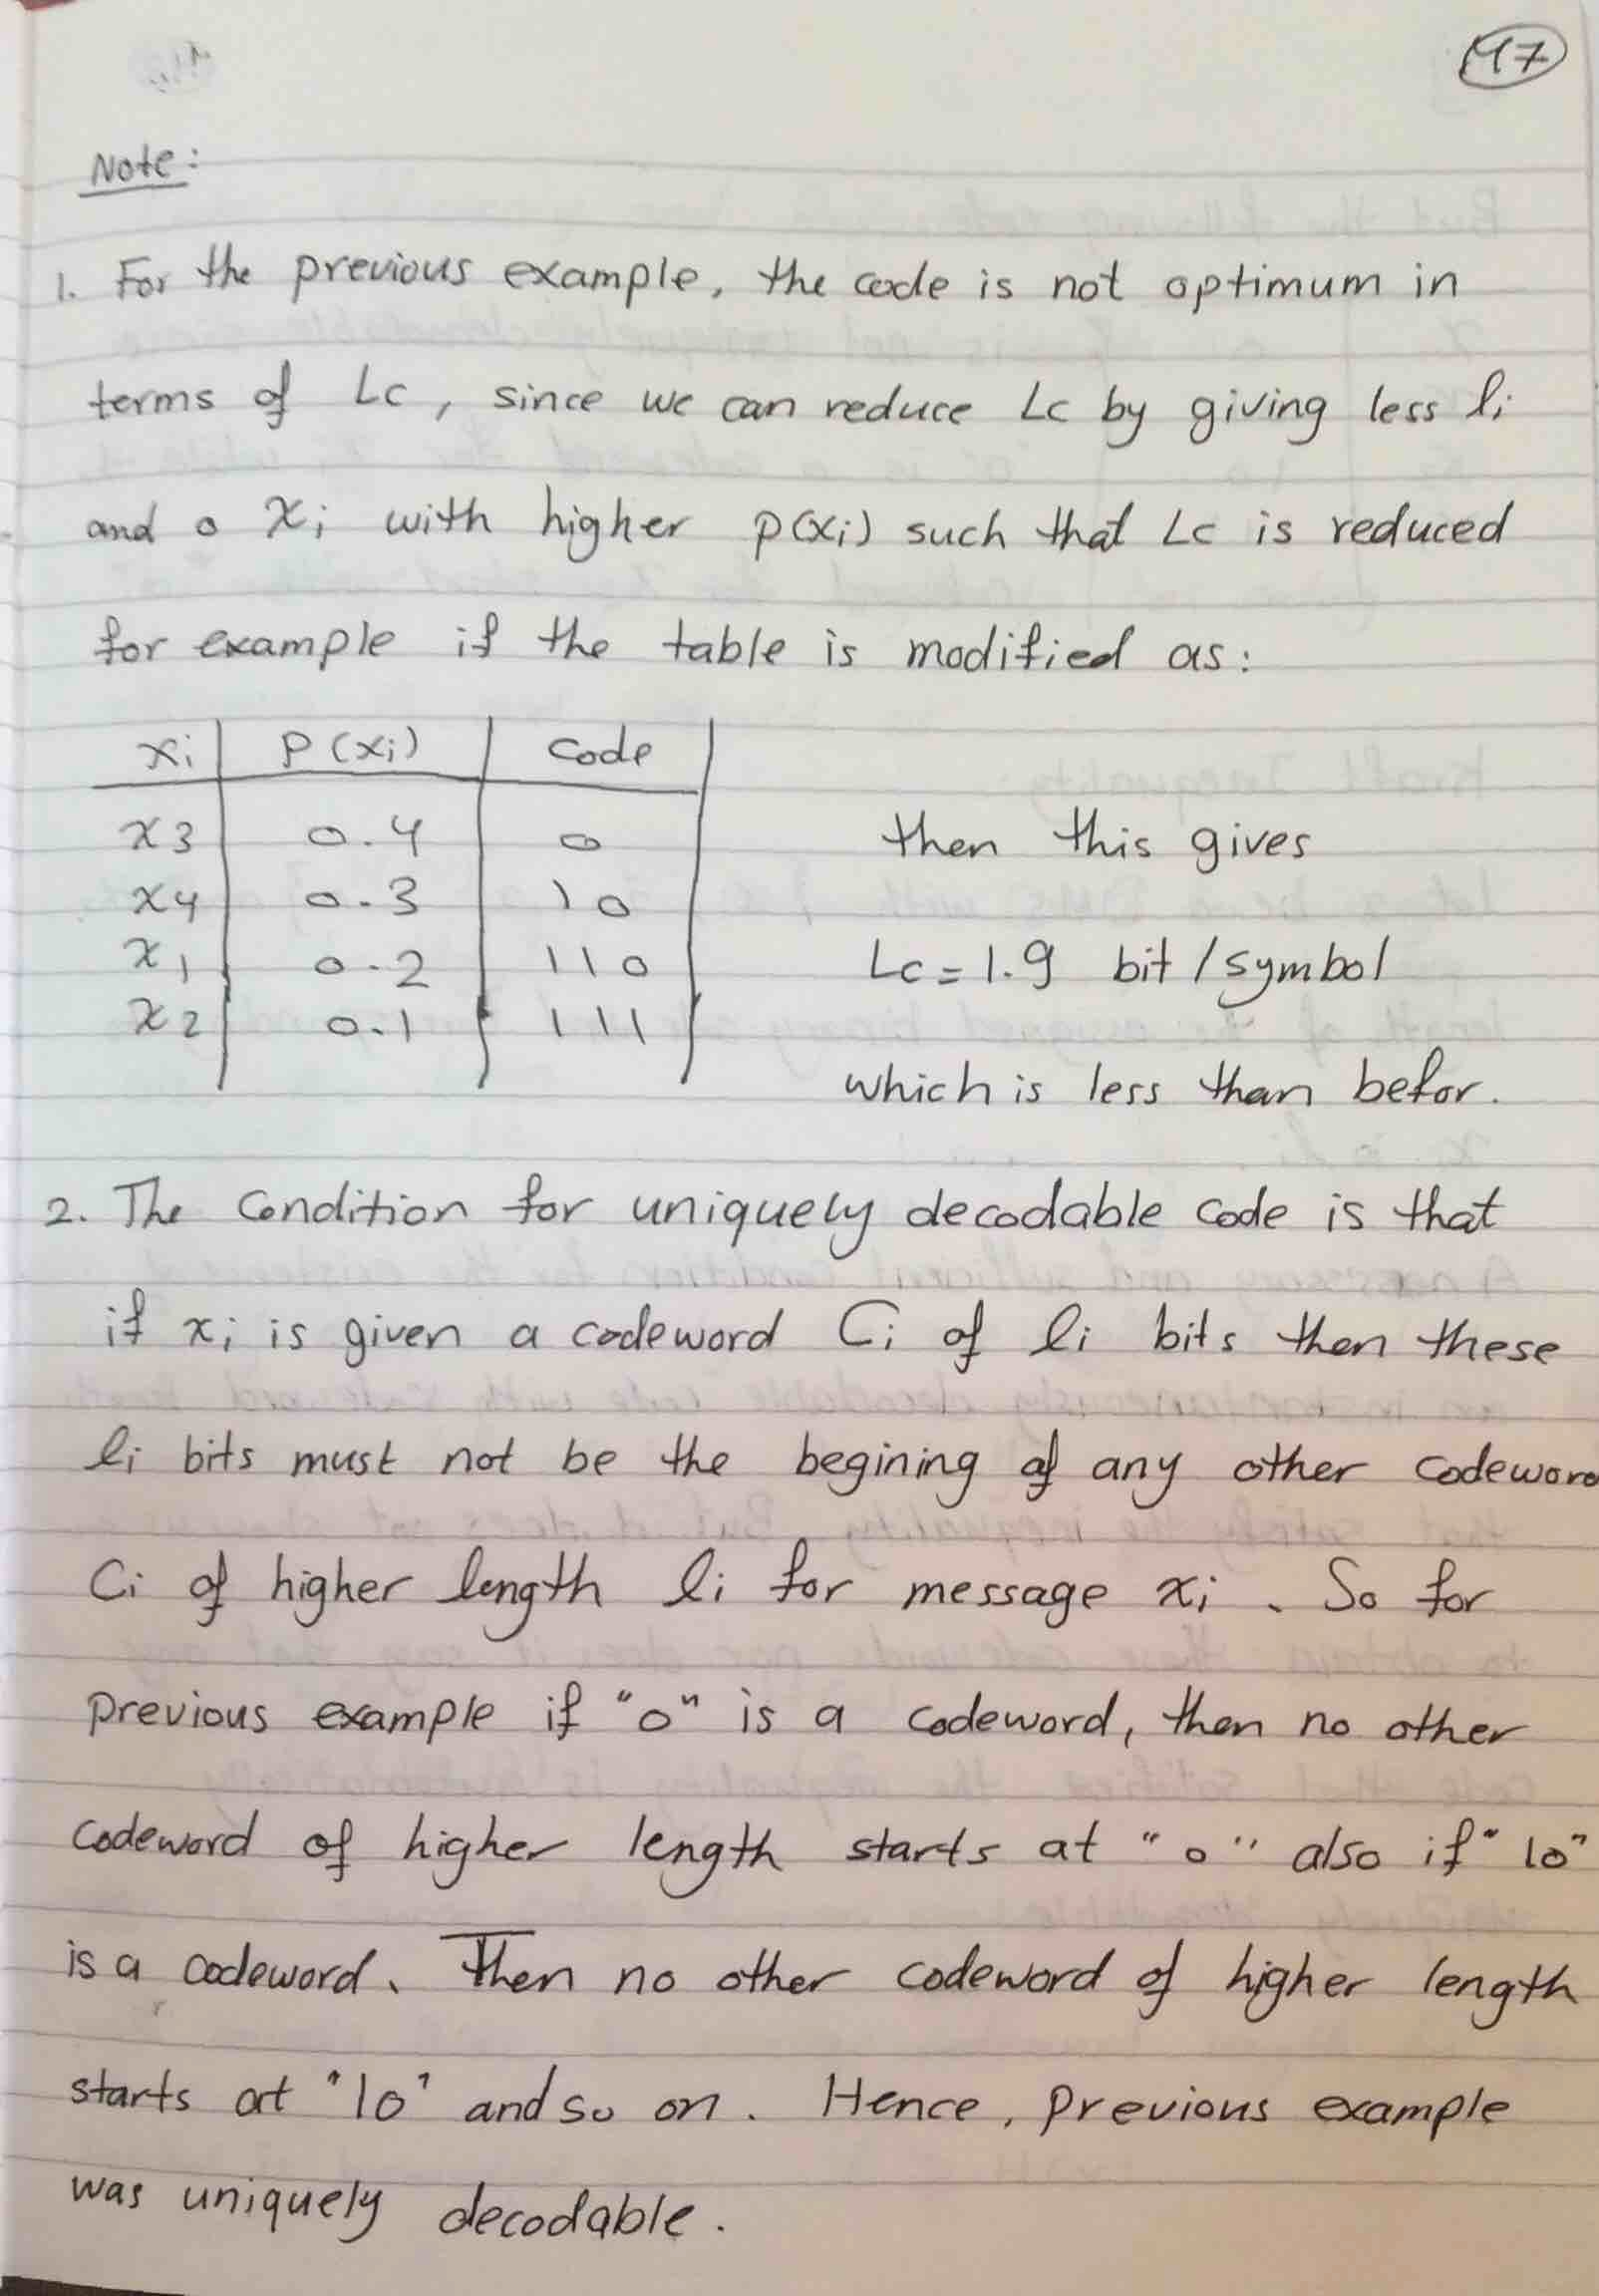 47
Note:
1. For the previous example, the code is not optimum in
terms of Lc, since we can reduce Lc by giving less li
and o xi with higher P(xi) such that Lc is reduced
for example if the table is modified as:
xi P(xi) Code
x3 0.4 0
x4 0.3 10
x1 0.2 110
x2 0.1 111
then this gives
Lc = 1.9 bit/symbol
which is less than befor.
2. The Condition for uniquely decodable code is that
if xi is given a codeword Ci of li bits then these
li bits must not be the begining of any other codeword
Ci of higher length li for message xi. So for
previous example if "0" is a codeword, then no other
codeword of higher length starts at "0" also if "10"
is a codeword. Then no other codeword of higher length
starts at "10" and so on. Hence, previous example
was uniquely decodable.